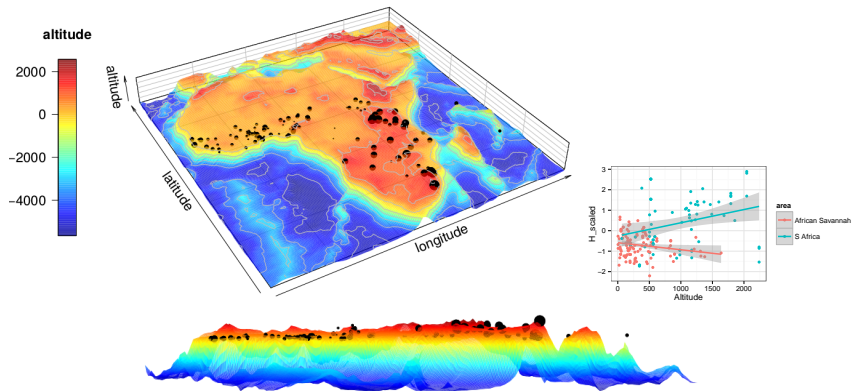 altitude
2000
0
−2000
−4000
altitude
latitude
longitude
3
2
1
0
−1
−2
H_scaled
0
500
1000
1500
2000
Altitude
area
African Savannah
S Africa